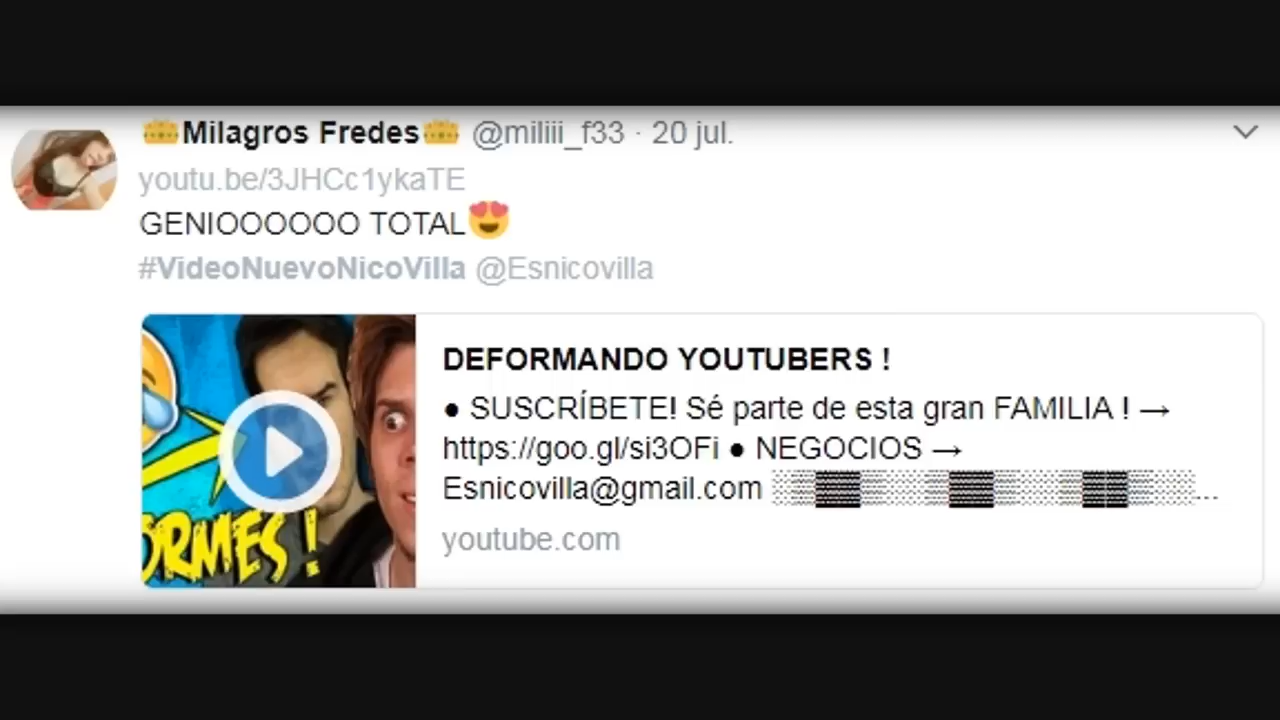 👑Milagros Fredes👑 @miliii_f33 · 20 jul.
youtu.be/3JHCc1ykaTE
GENIOOOOOO TOTAL😍
#VideoNuevoNicoVilla @Esnicovilla
ORMES !
DEFORMANDO YOUTUBERS !
● SUSCRÍBETE! Sé parte de esta gran FAMILIA ! →
https://goo.gl/si3OFi ● NEGOCIOS →
Esnicovilla@gmail.com ░▒▓▒░▒▓▒░▒▓▒░...
youtube.com